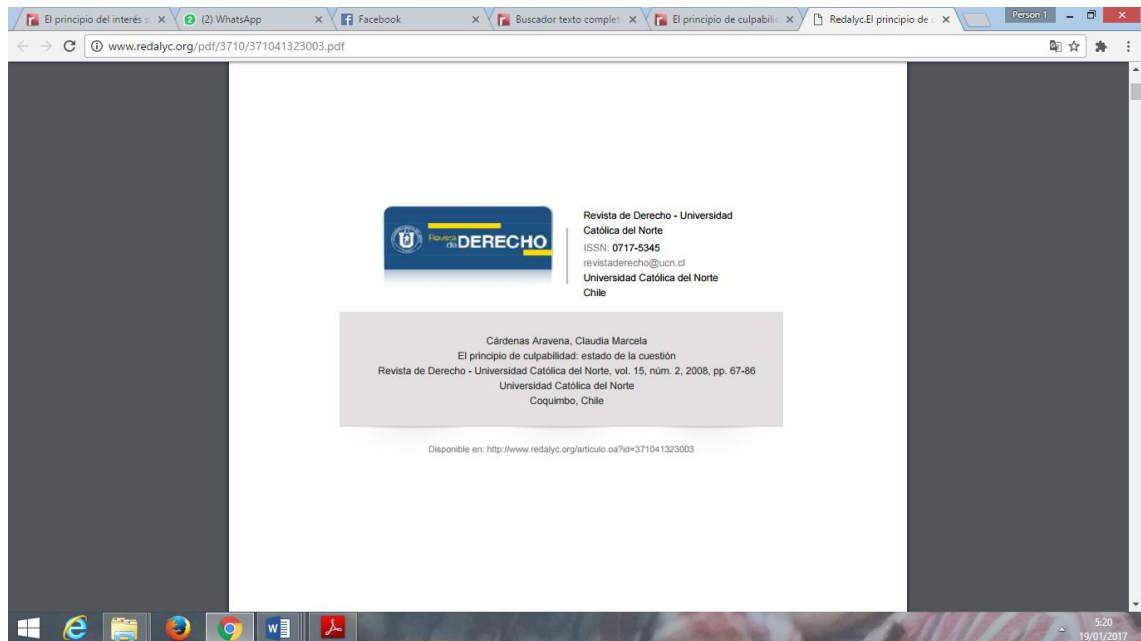 El principio del interés s
(2) WhatsApp
Facebook
Buscador texto complet
El principio de culpabilid
Redalyc.El principio de c
Person 1
www.redalyc.org/pdf/3710/371041323003.pdf
Revista de DERECHO
Revista de Derecho - Universidad
Católica del Norte
ISSN: 0717-5345
revistaderecho@ucn.cl
Universidad Católica del Norte
Chile
Cárdenas Aravena, Claudia Marcela
El principio de culpabilidad: estado de la cuestión
Revista de Derecho - Universidad Católica del Norte, vol. 15, núm. 2, 2008, pp. 67-86
Universidad Católica del Norte
Coquimbo, Chile
Disponible en: http://www.redalyc.org/articulo.oa?id=371041323003
5:20
19/01/2017